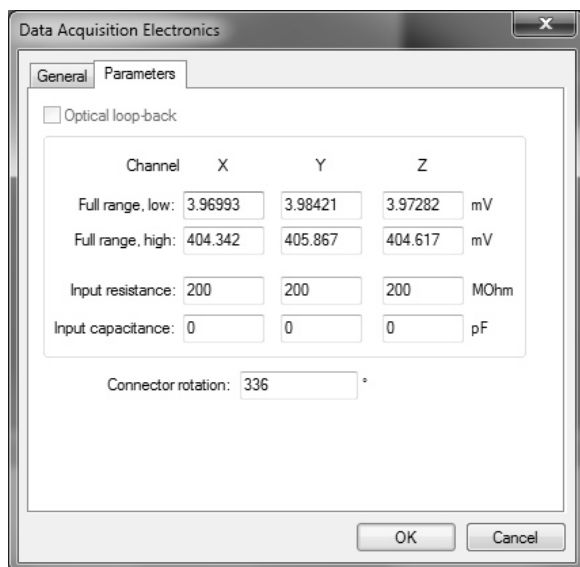 Data Acquisition Electronics
General Parameters
Optical loop-back
Channel X Y Z
Full range, low: 3.96993 3.98421 3.97282 mV
Full range, high: 404.342 405.867 404.617 mV
Input resistance: 200 200 200 MOhm
Input capacitance: 0 0 0 pF
Connector rotation: 336 °
OK Cancel